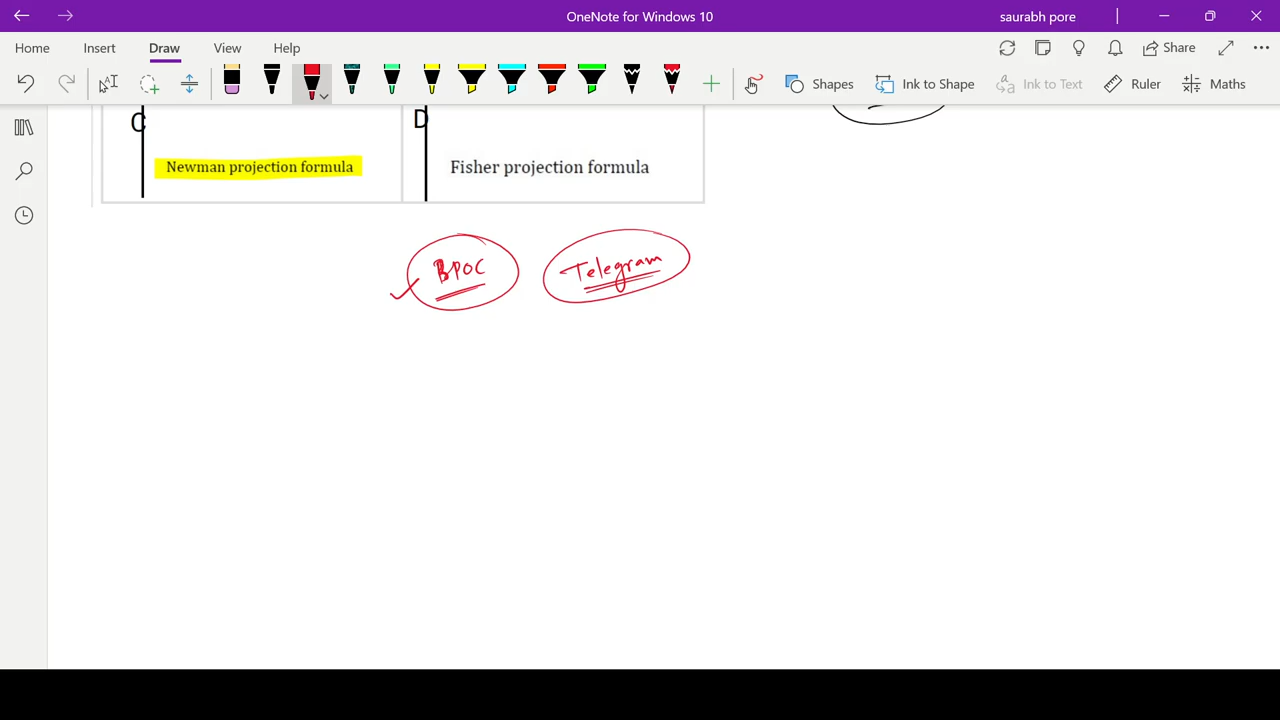 OneNote for Windows 10
saurabh pore
Home Insert Draw View Help
Share
Shapes Ink to Shape Ink to Text Ruler Maths
C D
Newman projection formula Fisher projection formula
BPOC Telegram